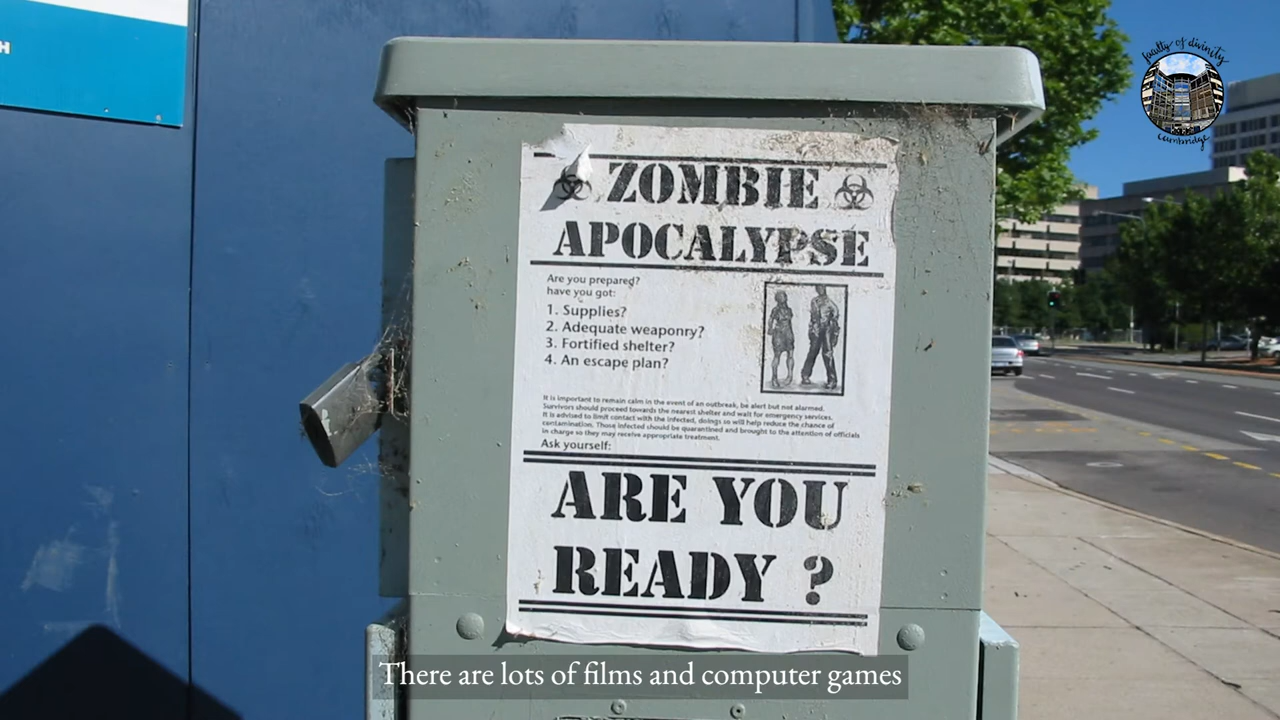 H
faculty of divinity
cambridge
ZOMBIE
APOCALYPSE
Are you prepared?
have you got:
1. Supplies?
2. Adequate weaponry?
3. Fortified shelter?
4. An escape plan?
It is important to remain calm in the event of an outbreak, be alert but not alarmed.
Survivors should proceed towards the nearest shelter and wait for emergency services.
It is advised to limit contact with the infected, doings so will help reduce the chance of
contamination. Those infected should be quarantined and brought to the attention of officials
in charge so they may receive appropriate treatment.
Ask yourself:
ARE YOU
READY ?
There are lots of films and computer games